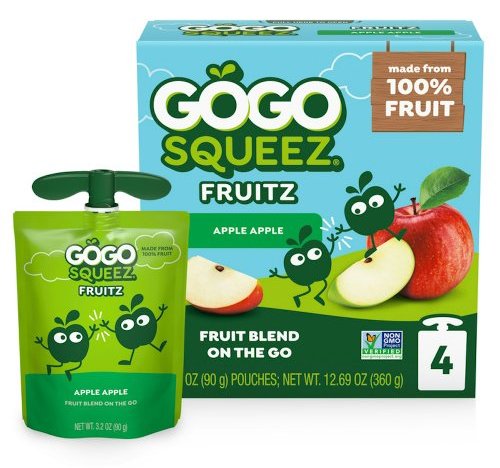 GOGO
SQUEEZ®
FRUITZ
APPLE APPLE
made from
100%
FRUIT
FRUIT BLEND
ON THE GO
NON
GMO
Project
VERIFIED
nongmoproject.org
4
OZ (90 g) POUCHES; NET WT. 12.69 OZ (360 g)
GOGO
SQUEEZ
FRUITZ
MADE FROM
100% FRUIT
APPLE APPLE
FRUIT BLEND ON THE GO
NET WT. 3.2 OZ (90 g)